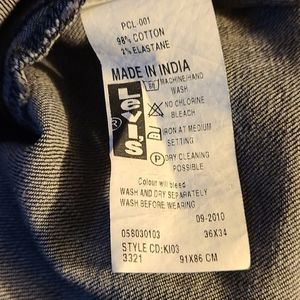 PCL-001
98% COTTON
2% ELASTANE
MADE IN INDIA
MACHINE/HAND
WASH
NO CHLORINE
BLEACH
LEVI'S
®
IRON AT MEDIUM
SETTING
P
DRY CLEANING
POSSIBLE
Colour will bleed
WASH AND DRY SEPARATELY
WASH BEFORE WEARING
09-2010
058030103 36X34
STYLE CD:KI03
3321 91X86 CM